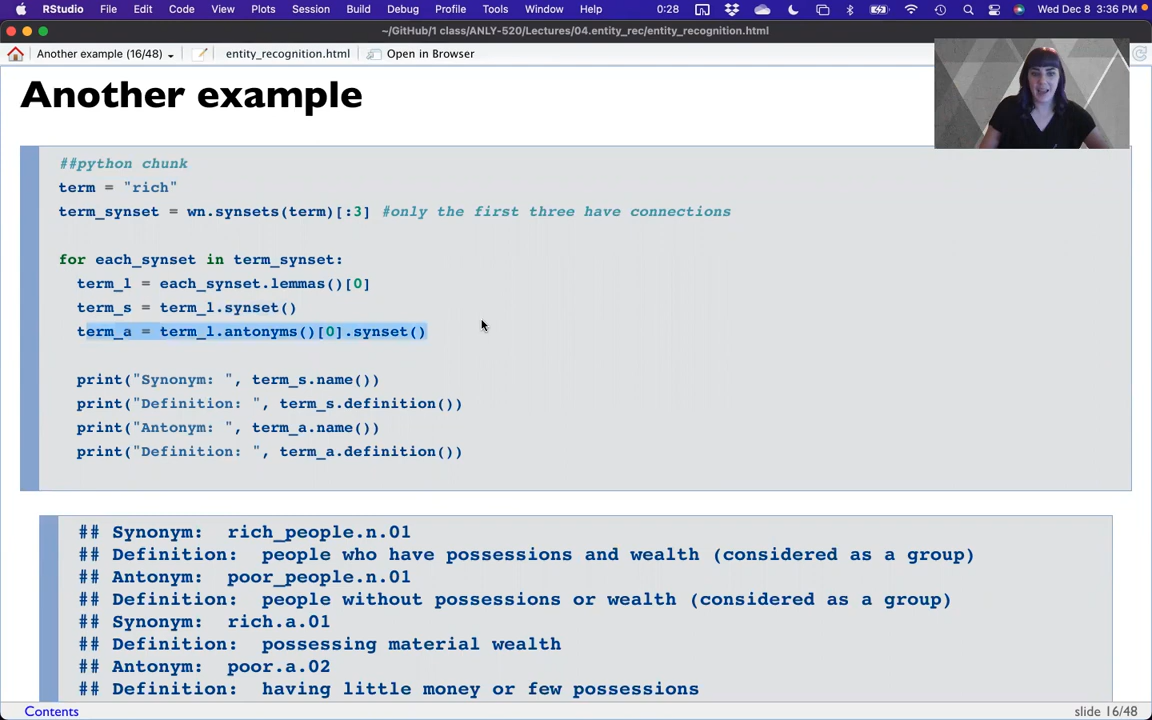 RStudio File Edit Code View Plots Session Build Debug Profile Tools Window Help 0:28 Wed Dec 8 3:36 PM
~/GitHub/1 class/ANLY-520/Lectures/04.entity_rec/entity_recognition.html
Another example (16/48) entity_recognition.html Open in Browser
Another example
##python chunk
term = "rich"
term_synset = wn.synsets(term)[:3] #only the first three have connections
for each_synset in term_synset:
term_l = each_synset.lemmas()[0]
term_s = term_l.synset()
term_a = term_l.antonyms()[0].synset()
print("Synonym: ", term_s.name())
print("Definition: ", term_s.definition())
print("Antonym: ", term_a.name())
print("Definition: ", term_a.definition())
## Synonym:  rich_people.n.01
## Definition:  people who have possessions and wealth (considered as a group)
## Antonym:  poor_people.n.01
## Definition:  people without possessions or wealth (considered as a group)
## Synonym:  rich.a.01
## Definition:  possessing material wealth
## Antonym:  poor.a.02
## Definition:  having little money or few possessions
Contents slide 16/48